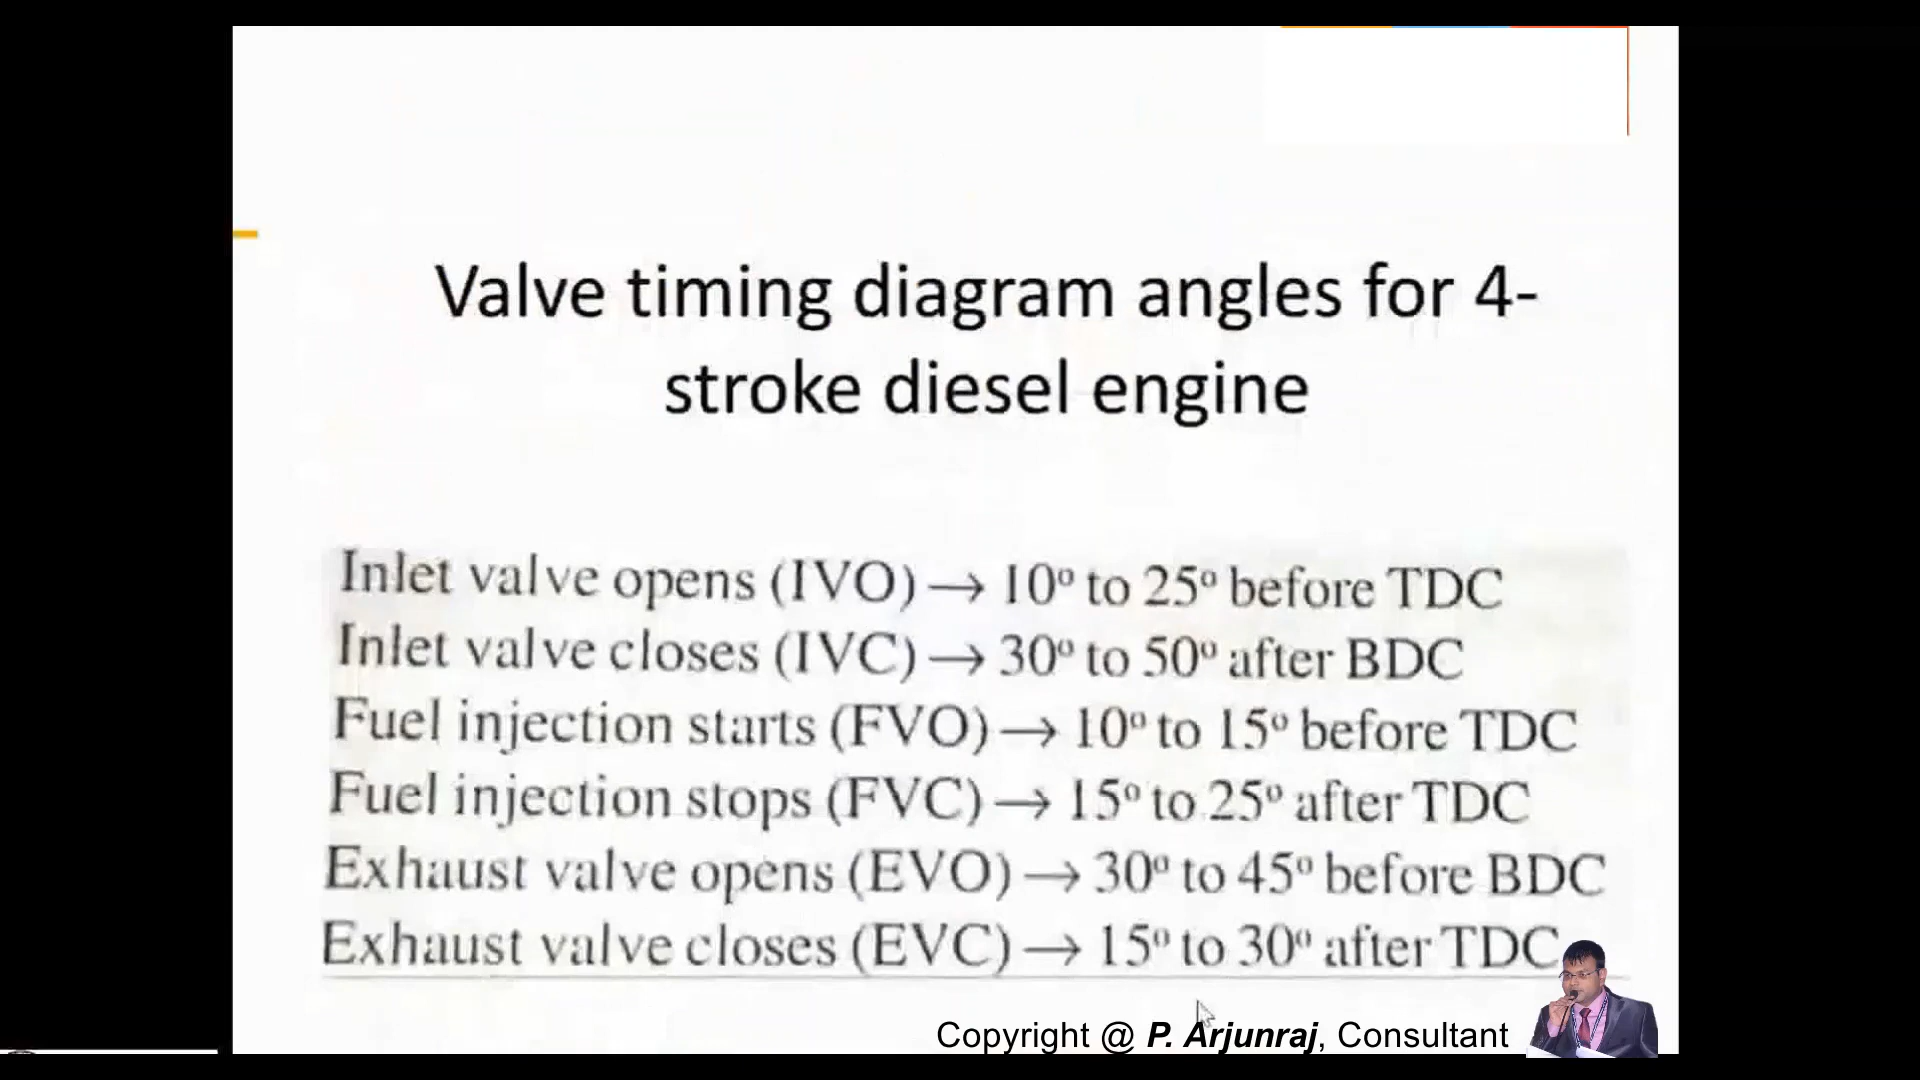 Valve timing diagram angles for 4-
stroke diesel engine
Inlet valve opens (IVO) → 10º to 25º before TDC
Inlet valve closes (IVC) → 30º to 50º after BDC
Fuel injection starts (FVO) → 10º to 15º before TDC
Fuel injection stops (FVC) → 15º to 25º after TDC
Exhaust valve opens (EVO) → 30º to 45º before BDC
Exhaust valve closes (EVC) → 15º to 30º after TDC
Copyright @ P. Arjunraj, Consultant